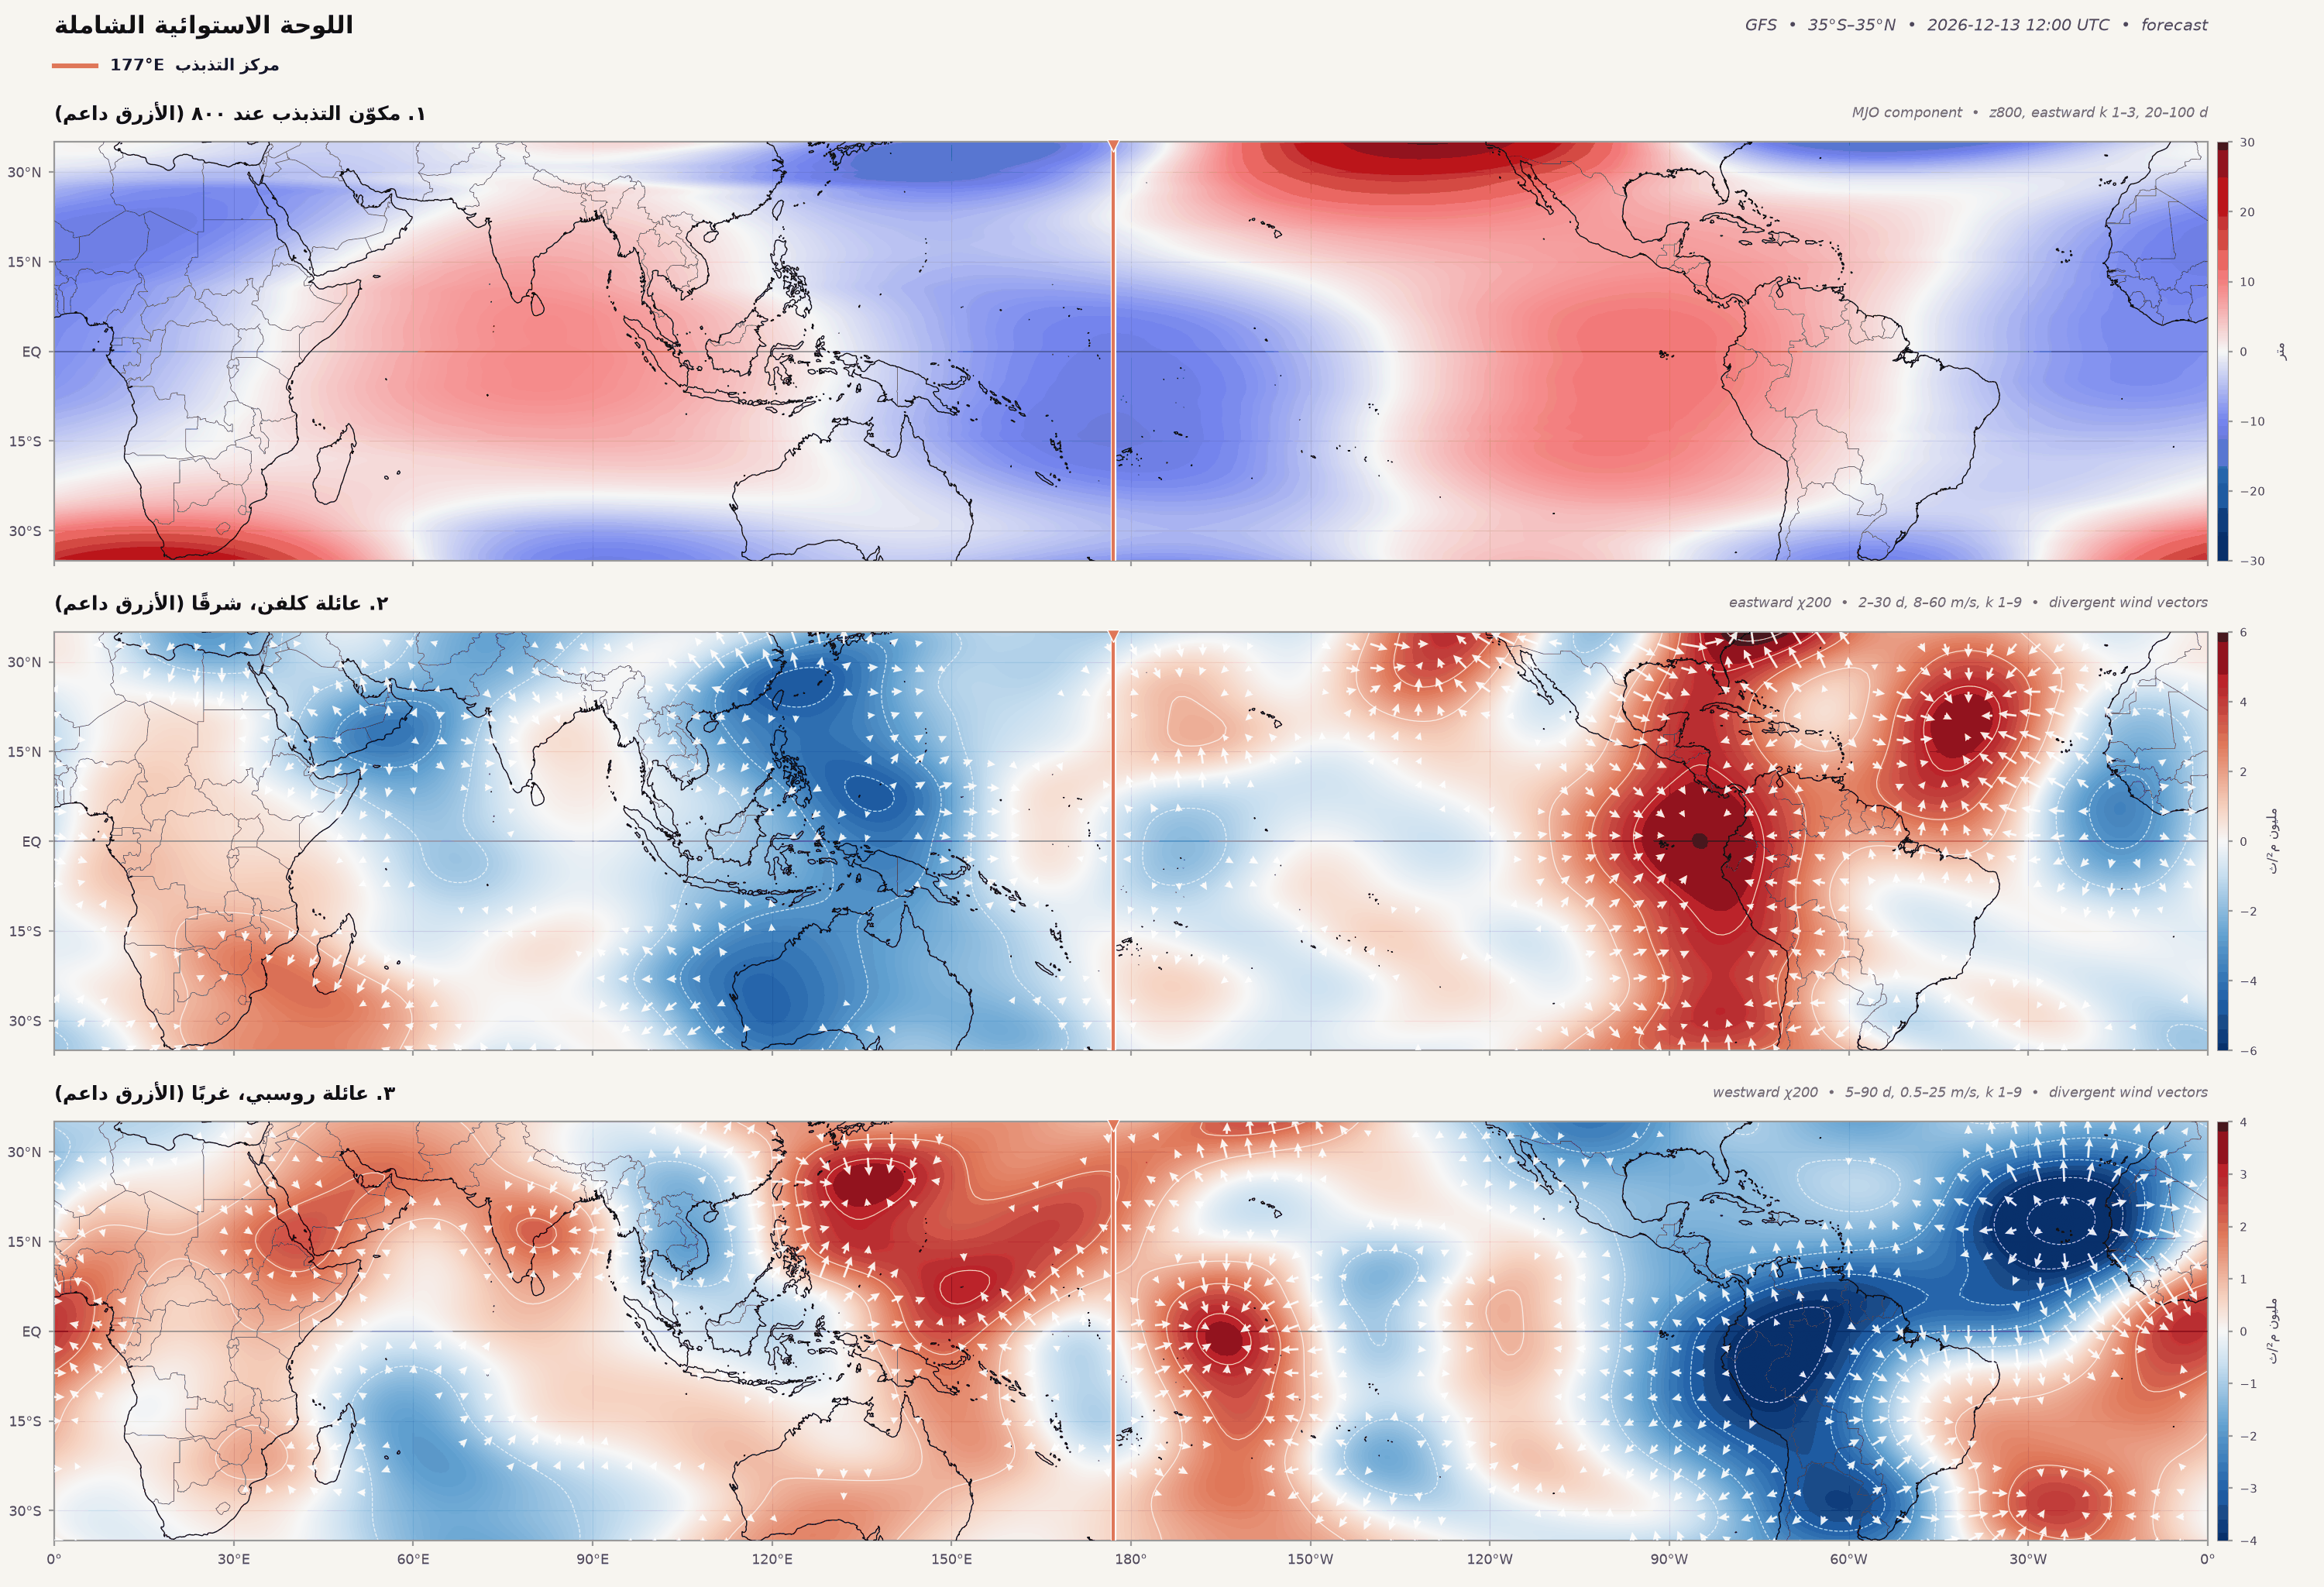 اللوحة الاستوائية الشاملة
GFS • 35°S–35°N • 2026-12-13 12:00 UTC • forecast
مركز التذبذب 177°E
١. مكوّن التذبذب عند ٨٠٠ (الأزرق داعم)
MJO component • z800, eastward k 1–3, 20–100 d
30°N
15°N
EQ
15°S
30°S
30
20
10
0
−10
−20
−30
متر
٢. عائلة كلفن، شرقًا (الأزرق داعم)
eastward χ200 • 2–30 d, 8–60 m/s, k 1–9 • divergent wind vectors
30°N
15°N
EQ
15°S
30°S
6
4
2
0
−2
−4
−6
مليون م²/ث
٣. عائلة روسبي، غربًا (الأزرق داعم)
westward χ200 • 5–90 d, 0.5–25 m/s, k 1–9 • divergent wind vectors
30°N
15°N
EQ
15°S
30°S
4
3
2
1
0
−1
−2
−3
−4
مليون م²/ث
0° 30°E 60°E 90°E 120°E 150°E 180° 150°W 120°W 90°W 60°W 30°W 0°